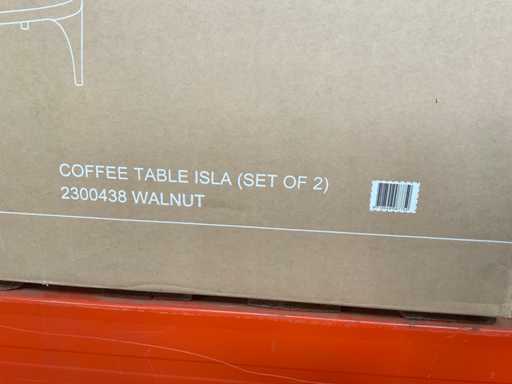 COFFEE TABLE ISLA (SET OF 2)
2300438 WALNUT